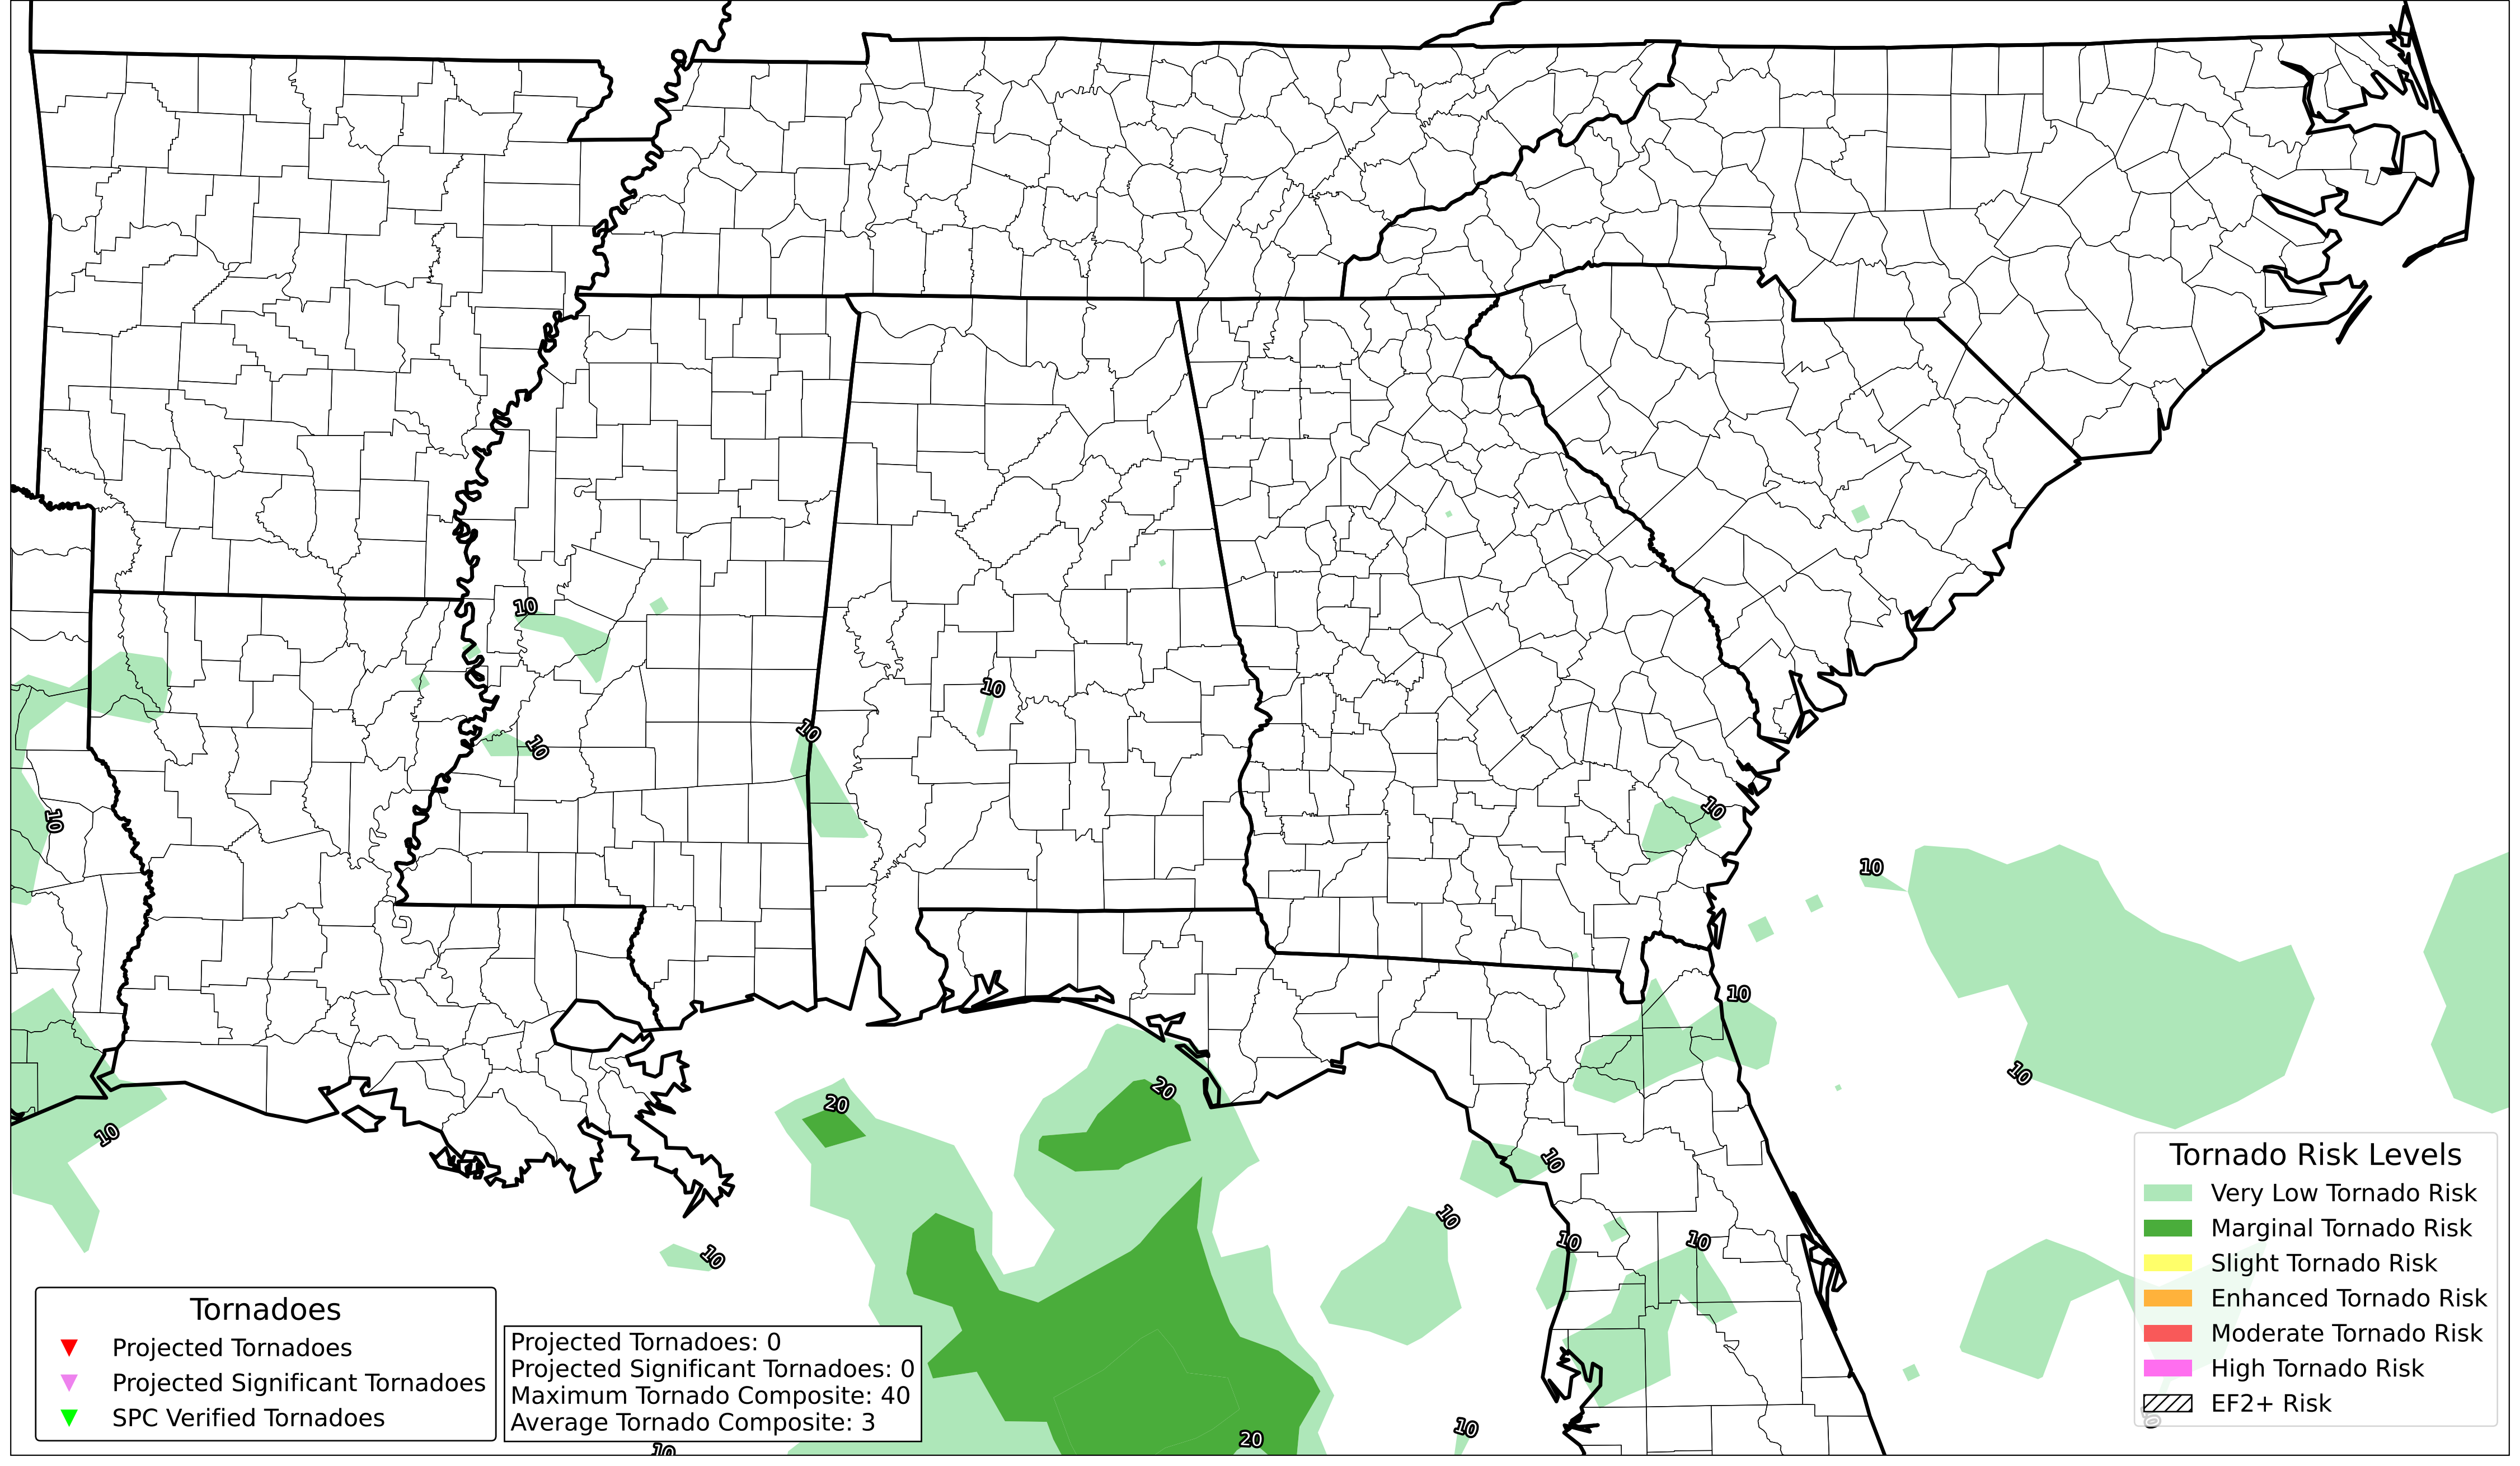 10
10
10
10
10
10
10
10
10
20
20
10
10
10
10
10
10
10
20
10
10
Tornado Risk Levels
Very Low Tornado Risk
Marginal Tornado Risk
Slight Tornado Risk
Enhanced Tornado Risk
Moderate Tornado Risk
High Tornado Risk
EF2+ Risk
Tornadoes
Projected Tornadoes
Projected Significant Tornadoes
SPC Verified Tornadoes
Projected Tornadoes: 0
Projected Significant Tornadoes: 0
Maximum Tornado Composite: 40
Average Tornado Composite: 3